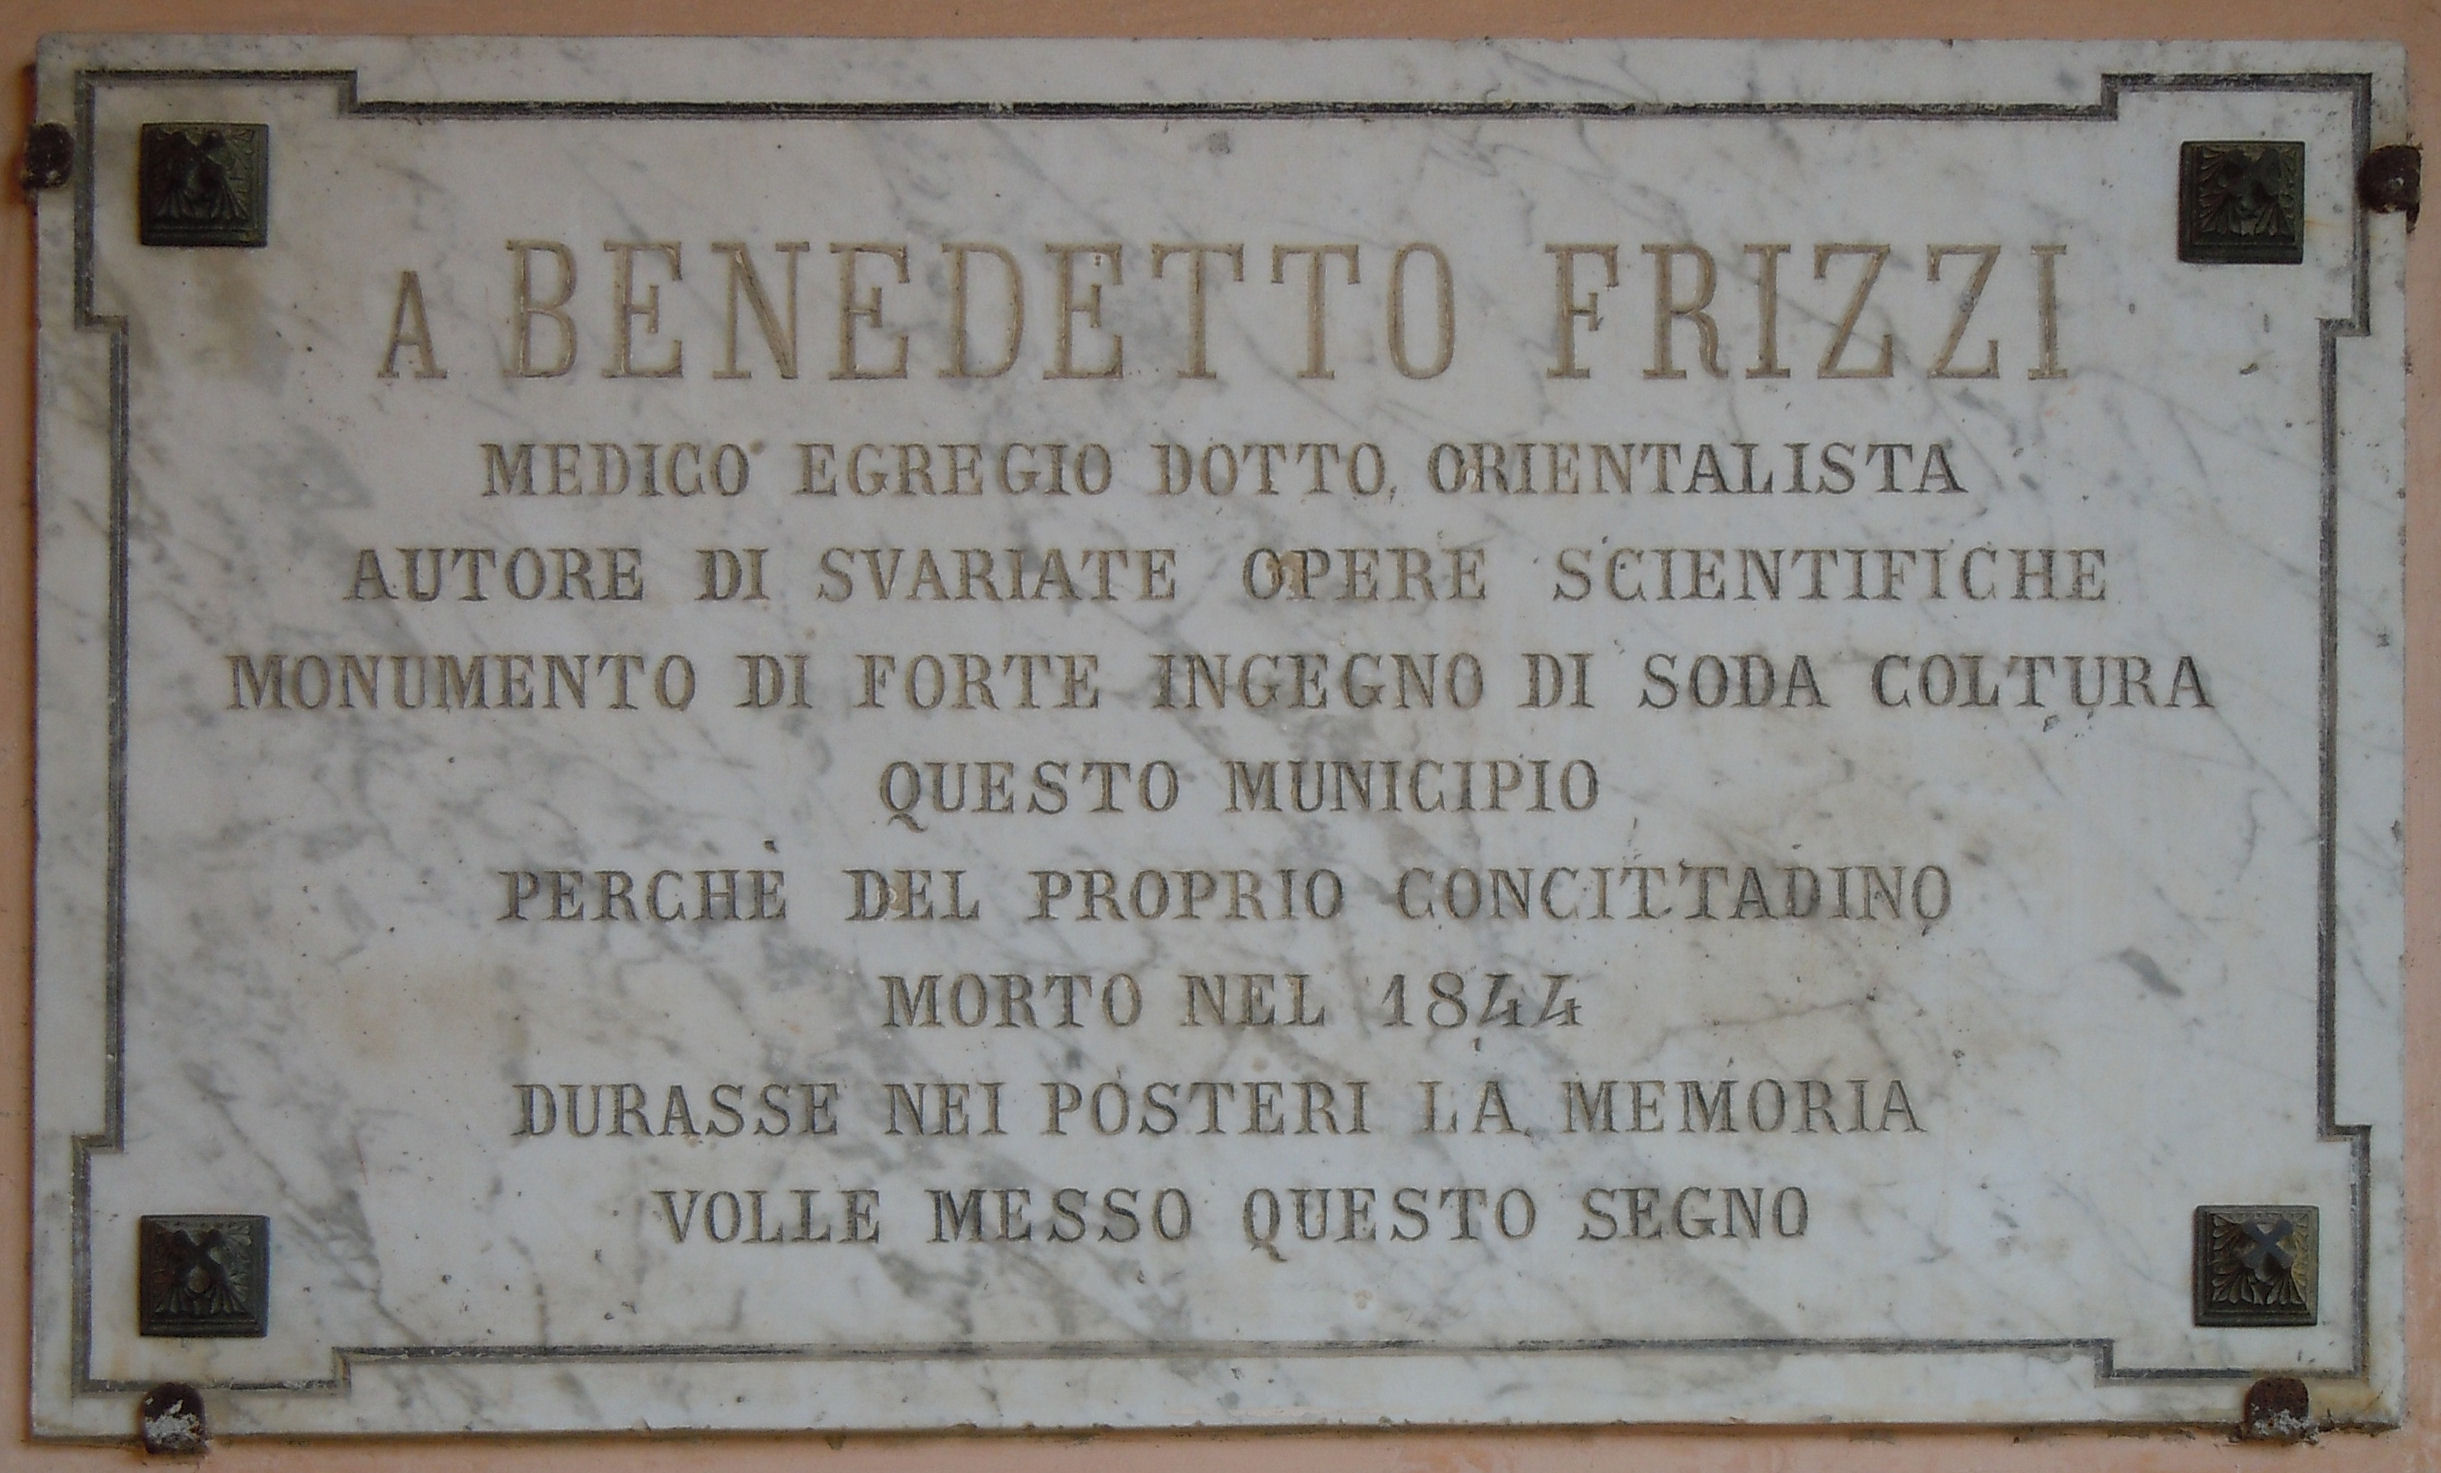 A BENEDETTO FRIZZI
MEDICO EGREGIO DOTTO ORIENTALISTA
AUTORE DI SVARIATE OPERE SCIENTIFICHE
MONUMENTO DI FORTE INGEGNO DI SODA COLTURA
QUESTO MUNICIPIO
PERCHÈ DEL PROPRIO CONCITTADINO
MORTO NEL 1844
DURASSE NEI POSTERI LA MEMORIA
VOLLE MESSO QUESTO SEGNO